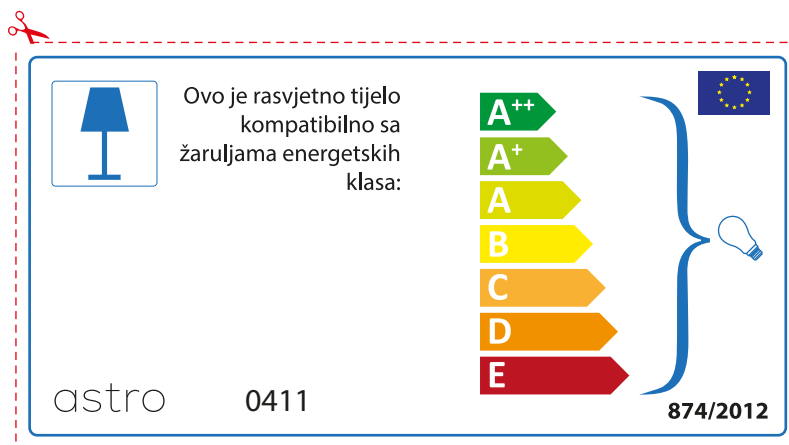 Ovo je rasvjetno tijelo
kompatibilno sa
žaruljama energetskih
klasa:
A++
A+
A
B
C
D
E
astro
0411
874/2012